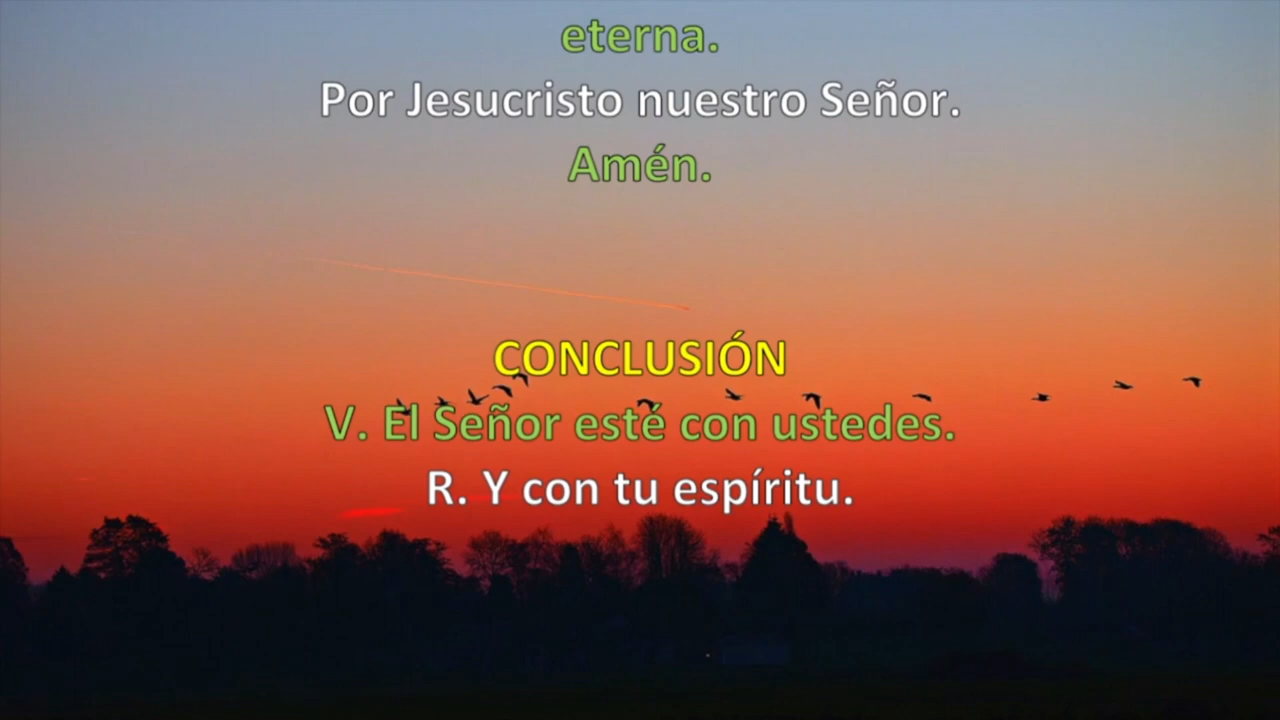 eterna.
Por Jesucristo nuestro Señor.
Amén.
CONCLUSIÓN
V. El Señor esté con ustedes.
R. Y con tu espíritu.